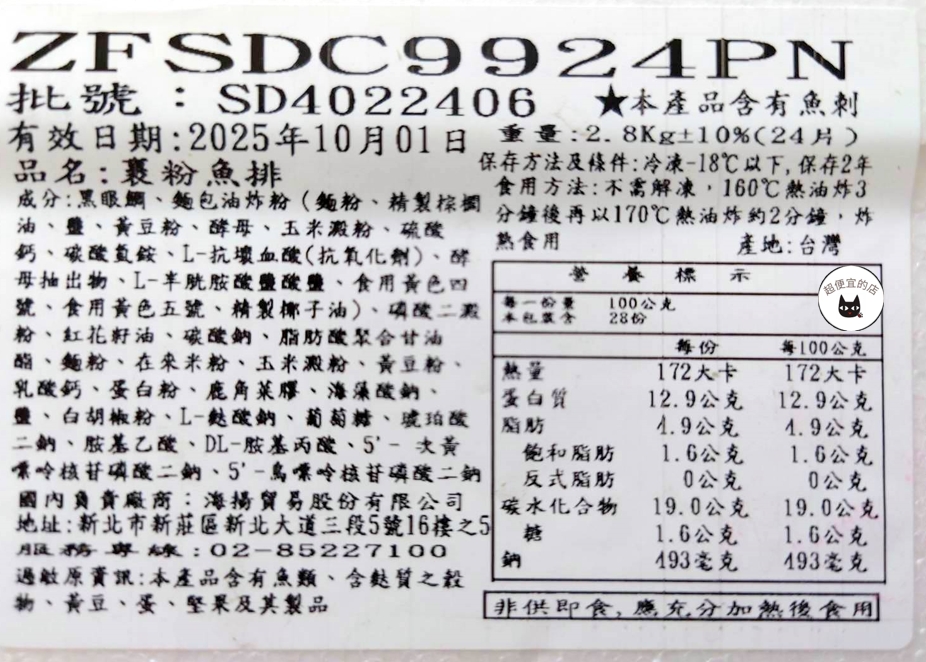 ZFSDC9924PN
批號：SD4022406
★本產品含有魚刺
有效日期:2025年10月01日
重量:2.8Kg±10%(24片)
品名:裹粉魚排
保存方法及條件:冷凍-18℃以下,保存2年
食用方法:不需解凍，160℃熱油炸3
分鐘後再以170℃熱油炸約2分鐘，炸
熟食用
產地:台灣
成分:黑眼鯛、麵包油炸粉（麵粉、精製棕櫚
油、鹽、黃豆粉、酵母、玉米澱粉、硫酸
鈣、碳酸氫銨、L-抗壞血酸(抗氧化劑)、酵
母抽出物、L-半胱胺酸鹽酸鹽、食用黃色四
號、食用黃色五號、精製椰子油)、磷酸二澱
粉、紅花籽油、碳酸鈉、脂肪酸聚合甘油
酯、麵粉、在來米粉、玉米澱粉、黃豆粉、
乳酸鈣、蛋白粉、鹿角菜膠、海藻酸鈉、
鹽、白胡椒粉、L-麩酸鈉、葡萄糖、琥珀酸
二鈉、胺基乙酸、DL-胺基丙酸、5'-次黃
嘌呤核苷磷酸二鈉、5'-鳥嘌呤核苷磷酸二鈉
國內負責廠商：海揚貿易股份有限公司
地址:新北市新莊區新北大道三段5號16樓之5
服務專線:02-85227100
過敏原資訊:本產品含有魚類、含麩質之穀
物、黃豆、蛋、堅果及其製品
營養標示
超便宜的店
每一份量 100公克
本包裝含 28份
每份 每100公克
熱量 172大卡 172大卡
蛋白質 12.9公克 12.9公克
脂肪 4.9公克 4.9公克
飽和脂肪 1.6公克 1.6公克
反式脂肪 0公克 0公克
碳水化合物 19.0公克 19.0公克
糖 1.6公克 1.6公克
鈉 493毫克 493毫克
非供即食,應充分加熱後食用